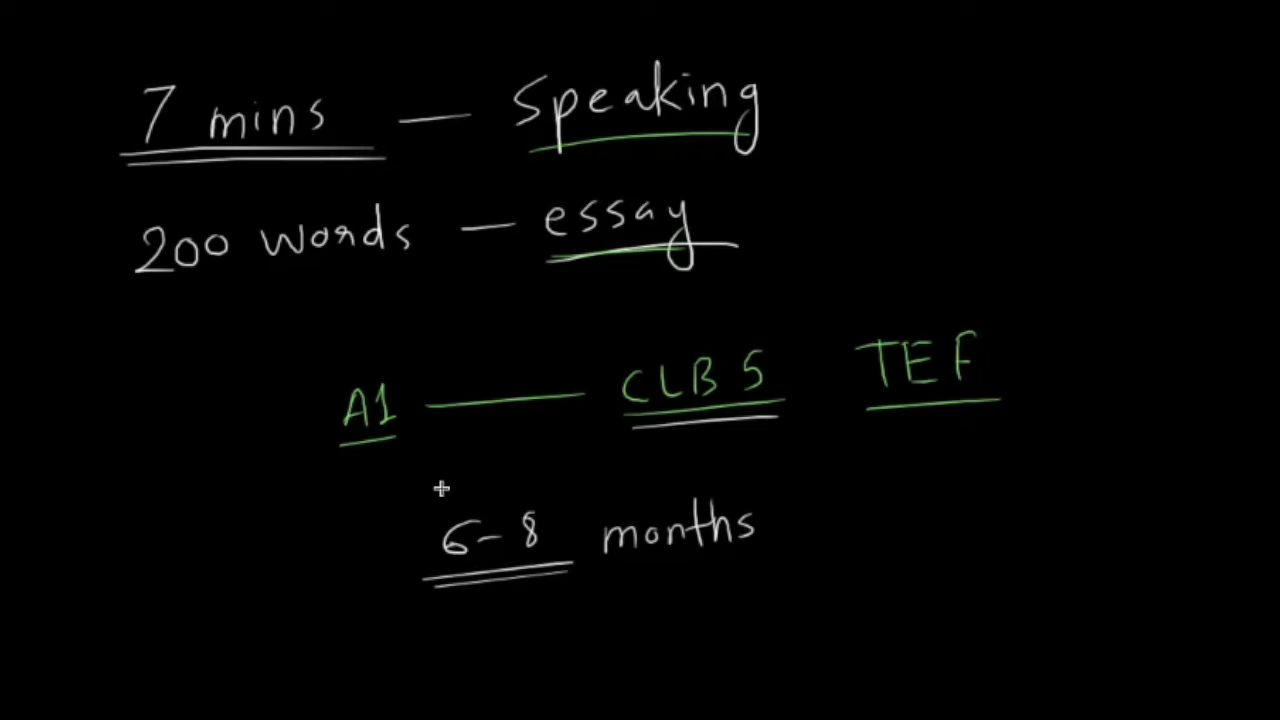 7 mins — Speaking
200 words — essay
A1 — CLB 5 TEF
6-8 months